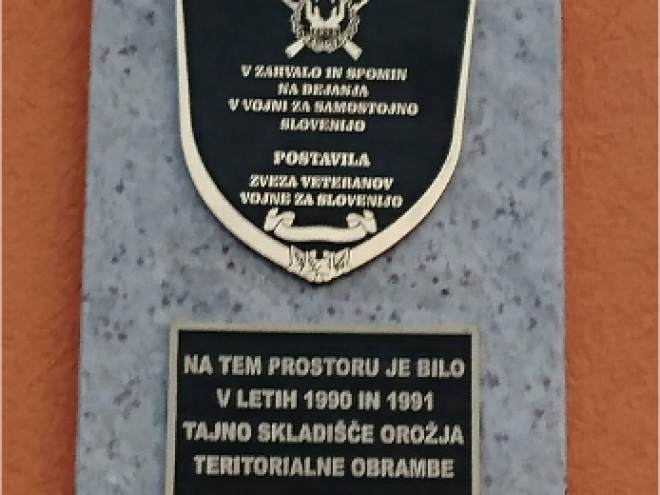 V ZAHVALO IN SPOMIN
NA DEJANJA
V VOJNI ZA SAMOSTOJNO
SLOVENIJO
POSTAVILA
ZVEZA VETERANOV
VOJNE ZA SLOVENIJO
NA TEM PROSTORU JE BILO
V LETIH 1990 IN 1991
TAJNO SKLADIŠČE OROŽJA
TERITORIALNE OBRAMBE